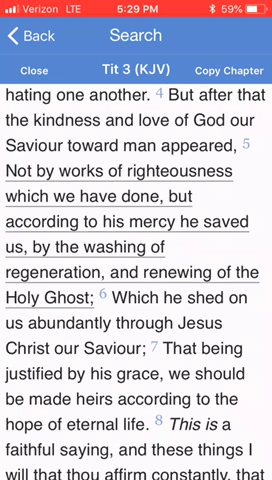 Verizon LTE 5:29 PM 59%
Back Search
Close Tit 3 (KJV) Copy Chapter
hating one another. 4 But after that
the kindness and love of God our
Saviour toward man appeared, 5
Not by works of righteousness
which we have done, but
according to his mercy he saved
us, by the washing of
regeneration, and renewing of the
Holy Ghost; 6 Which he shed on
us abundantly through Jesus
Christ our Saviour; 7 That being
justified by his grace, we should
be made heirs according to the
hope of eternal life. 8 This is a
faithful saying, and these things I
will that thou affirm constantly, that